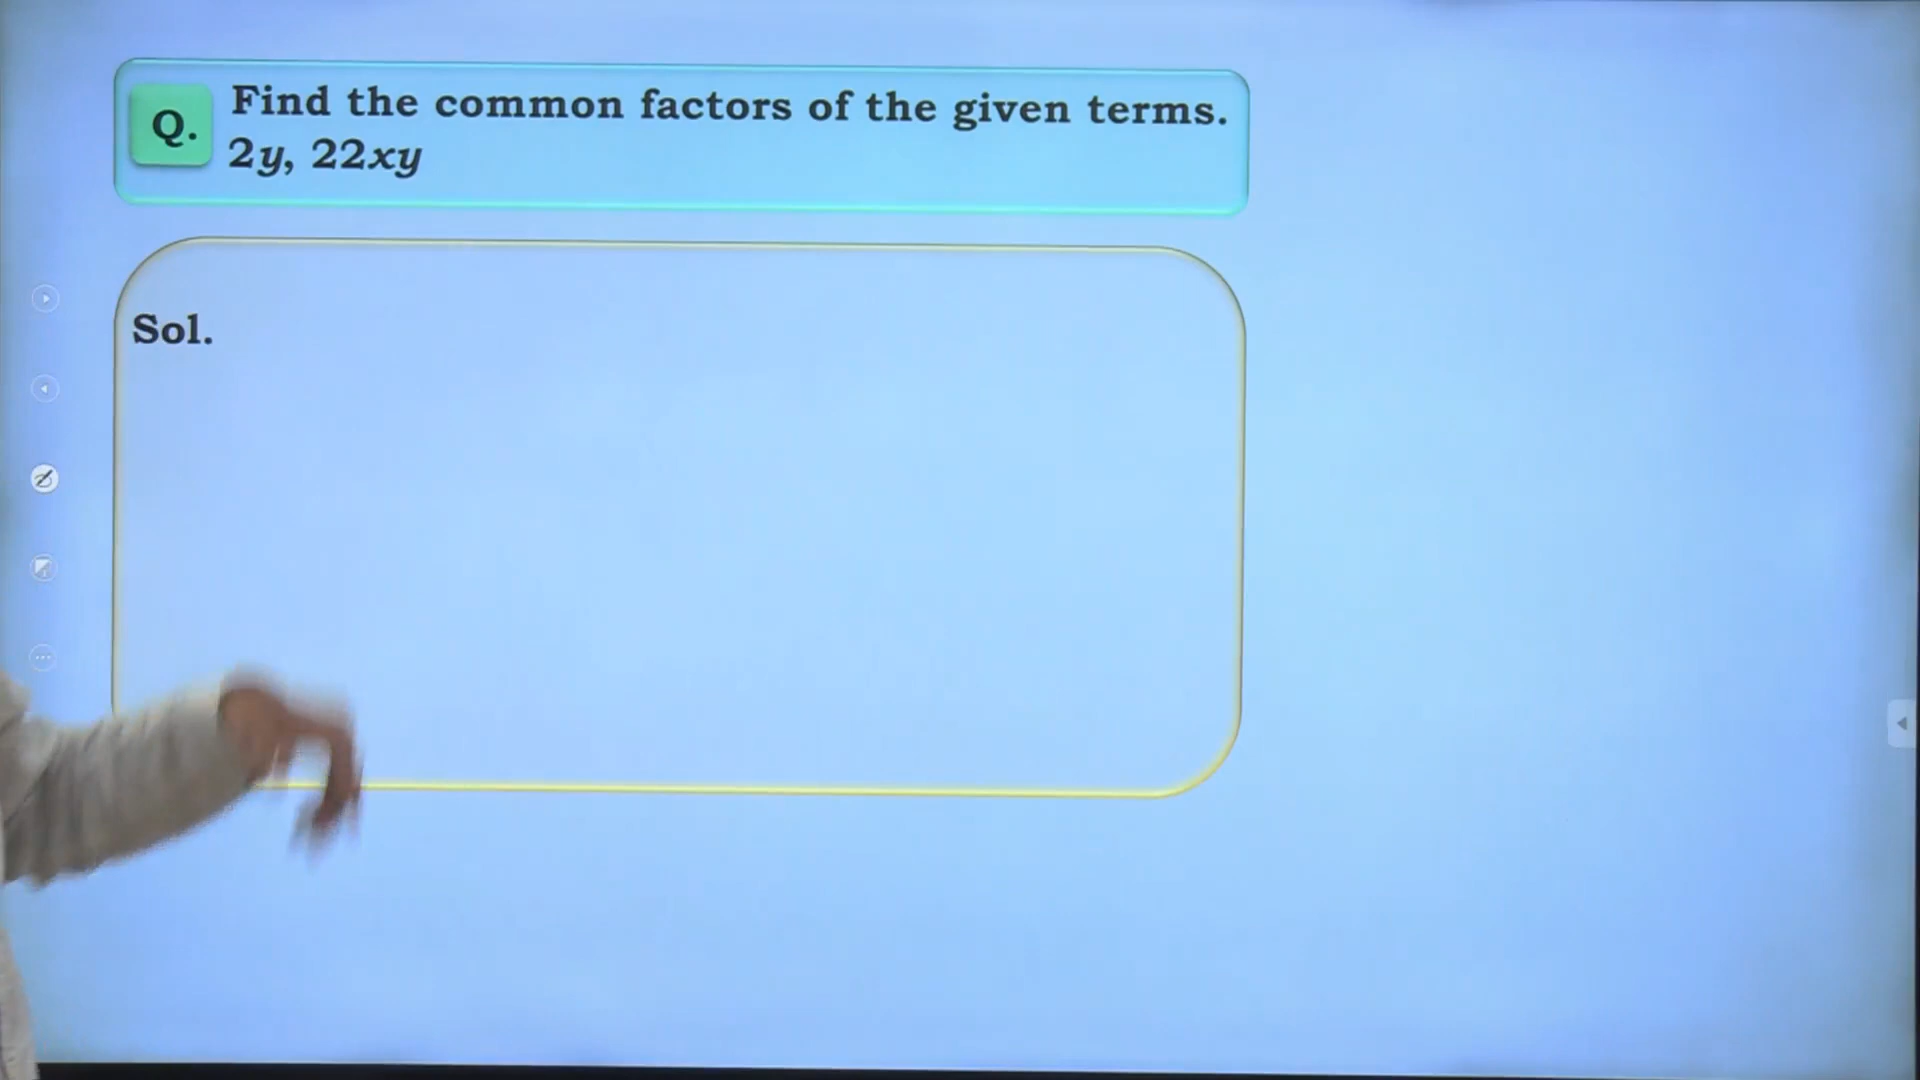 Q. Find the common factors of the given terms.
2y, 22xy
Sol.